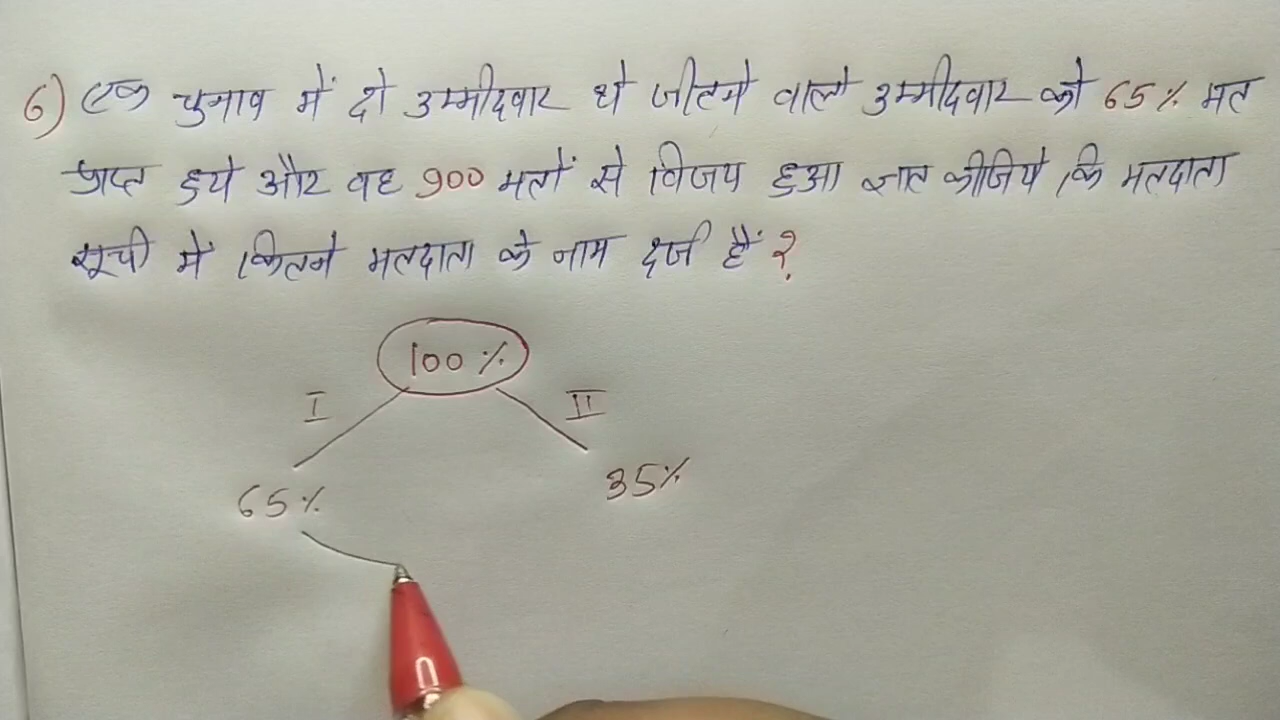 6) एक चुनाव में दो उम्मीदवार थे जीतने वाले उम्मीदवार को 65% मत
प्राप्त हुये और वह 900 मतों से विजय हुआ ज्ञात कीजिये कि मतदाता
सूची में कितने मतदाता के नाम दर्ज हैं ?
100%
I II
65% 35%